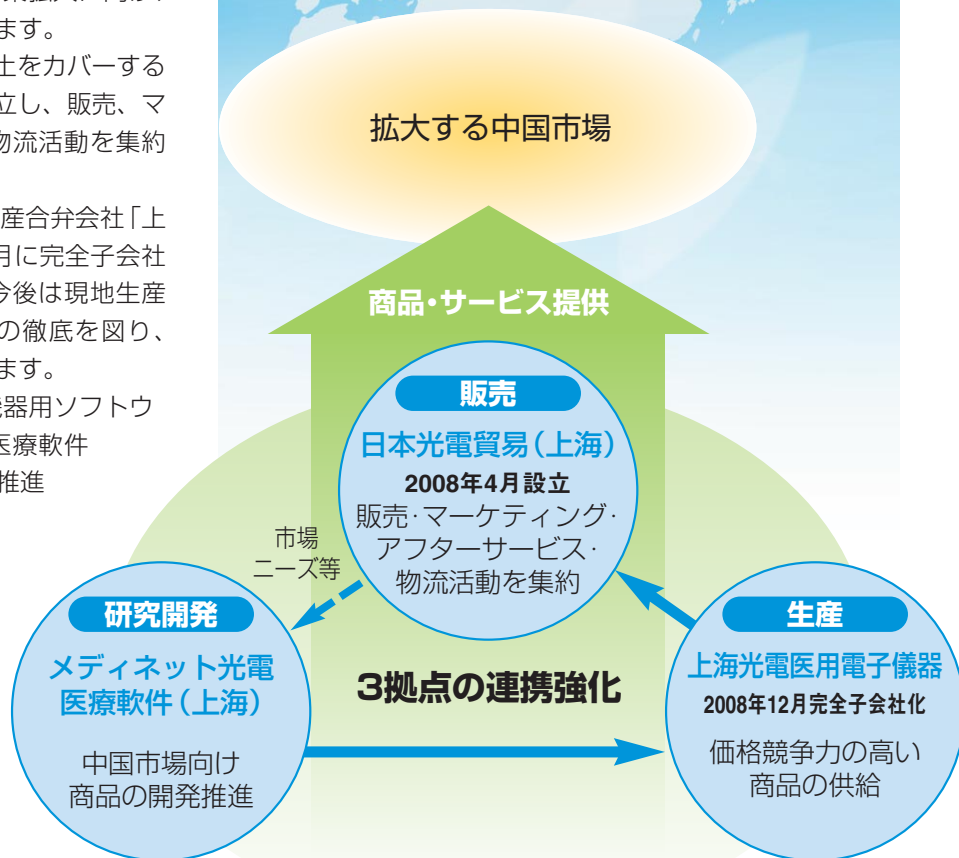 ます。
土をカバーする
立し、販売、マ
物流活動を集約
産合弁会社「上
月に完全子会社
今後は現地生産
の徹底を図り、
ます。
器用ソフトウ
医療軟件
推進
拡大する中国市場
商品・サービス提供
販売
日本光電貿易(上海)
2008年4月設立
販売・マーケティング・
アフターサービス・
物流活動を集約
市場
ニーズ等
研究開発
メディネット光電
医療軟件(上海)
中国市場向け
商品の開発推進
3拠点の連携強化
生産
上海光電医用電子儀器
2008年12月完全子会社化
価格競争力の高い
商品の供給